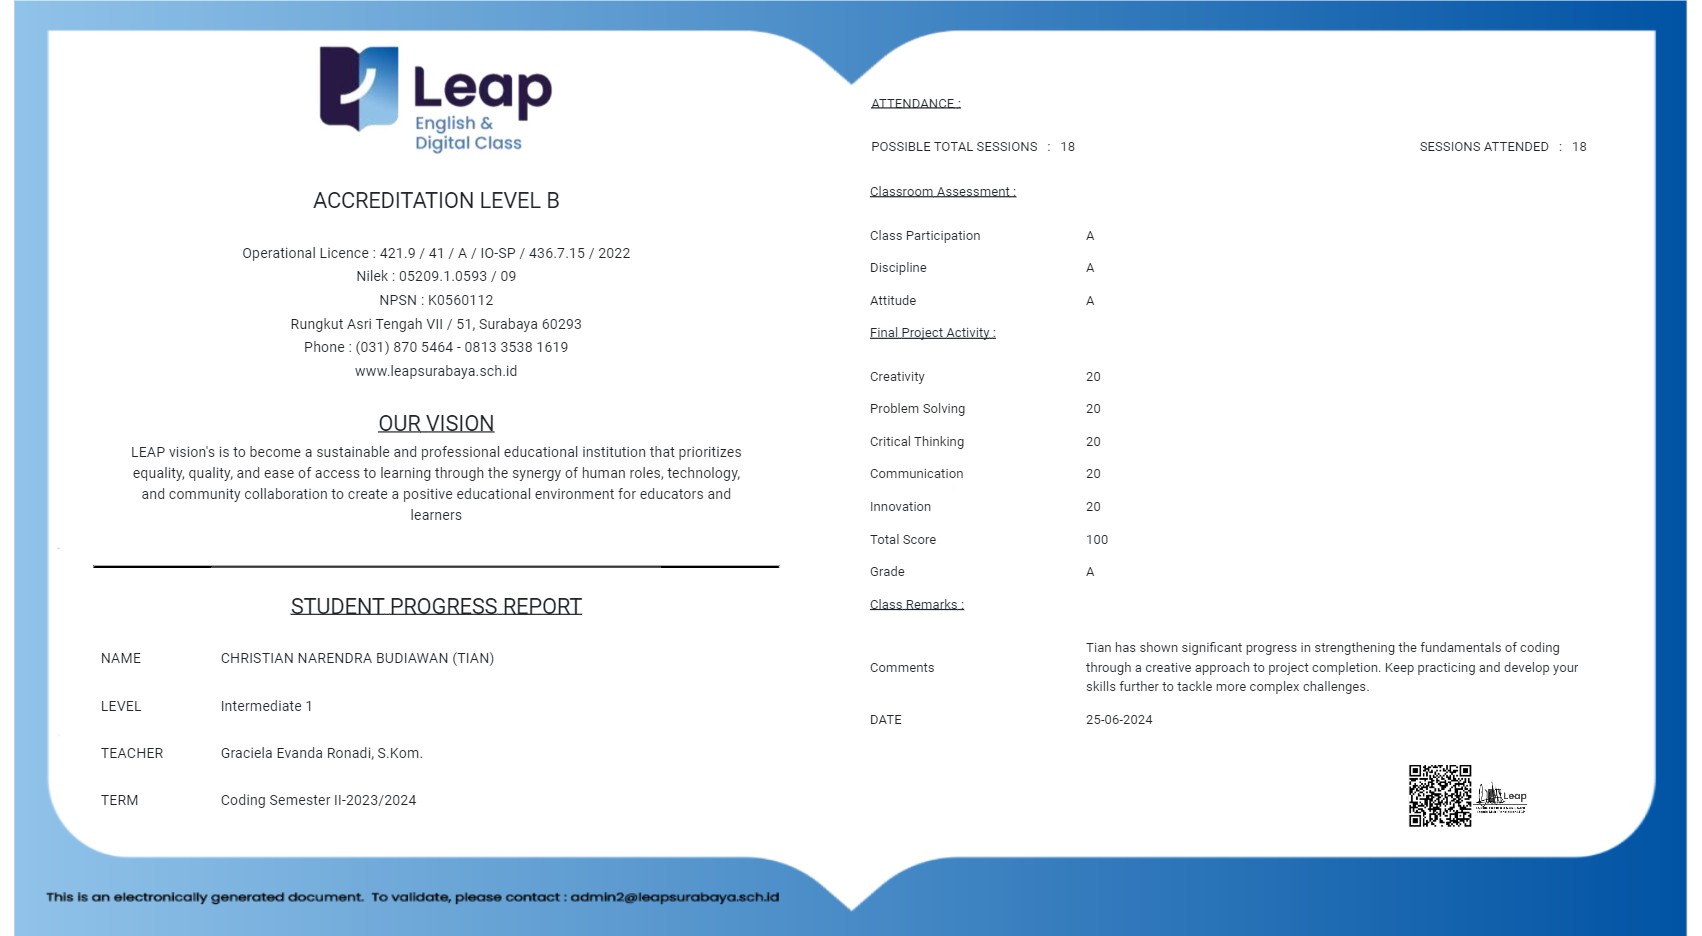 Leap
English &
Digital Class
ACCREDITATION LEVEL B
Operational Licence : 421.9 / 41 / A / IO-SP / 436.7.15 / 2022
Nilek : 05209.1.0593 / 09
NPSN : K0560112
Rungkut Asri Tengah VII / 51, Surabaya 60293
Phone : (031) 870 5464 - 0813 3538 1619
www.leapsurabaya.sch.id
OUR VISION
LEAP vision's is to become a sustainable and professional educational institution that prioritizes
equality, quality, and ease of access to learning through the synergy of human roles, technology,
and community collaboration to create a positive educational environment for educators and
learners
STUDENT PROGRESS REPORT
NAME CHRISTIAN NARENDRA BUDIAWAN (TIAN)
LEVEL Intermediate 1
TEACHER Graciela Evanda Ronadi, S.Kom.
TERM Coding Semester II-2023/2024
ATTENDANCE :
POSSIBLE TOTAL SESSIONS : 18 SESSIONS ATTENDED : 18
Classroom Assessment :
Class Participation A
Discipline A
Attitude A
Final Project Activity :
Creativity 20
Problem Solving 20
Critical Thinking 20
Communication 20
Innovation 20
Total Score 100
Grade A
Class Remarks :
Comments Tian has shown significant progress in strengthening the fundamentals of coding
through a creative approach to project completion. Keep practicing and develop your
skills further to tackle more complex challenges.
DATE 25-06-2024
Leap
This is an electronically generated document. To validate, please contact : admin2@leapsurabaya.sch.id